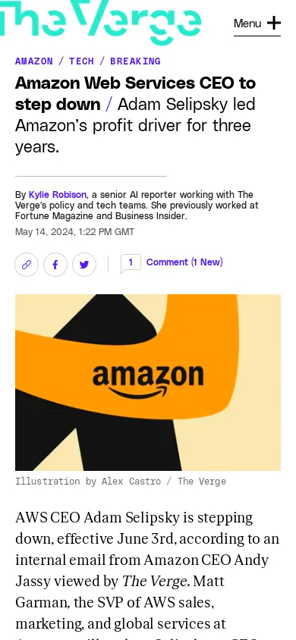 The Verge
Menu
AMAZON / TECH / BREAKING
Amazon Web Services CEO to
step down / Adam Selipsky led
Amazon's profit driver for three
years.
By Kylie Robison, a senior AI reporter working with The
Verge's policy and tech teams. She previously worked at
Fortune Magazine and Business Insider.
May 14, 2024, 1:22 PM GMT
1 Comment (1 New)
amazon
Illustration by Alex Castro / The Verge
AWS CEO Adam Selipsky is stepping
down, effective June 3rd, according to an
internal email from Amazon CEO Andy
Jassy viewed by The Verge. Matt
Garman, the SVP of AWS sales,
marketing, and global services at